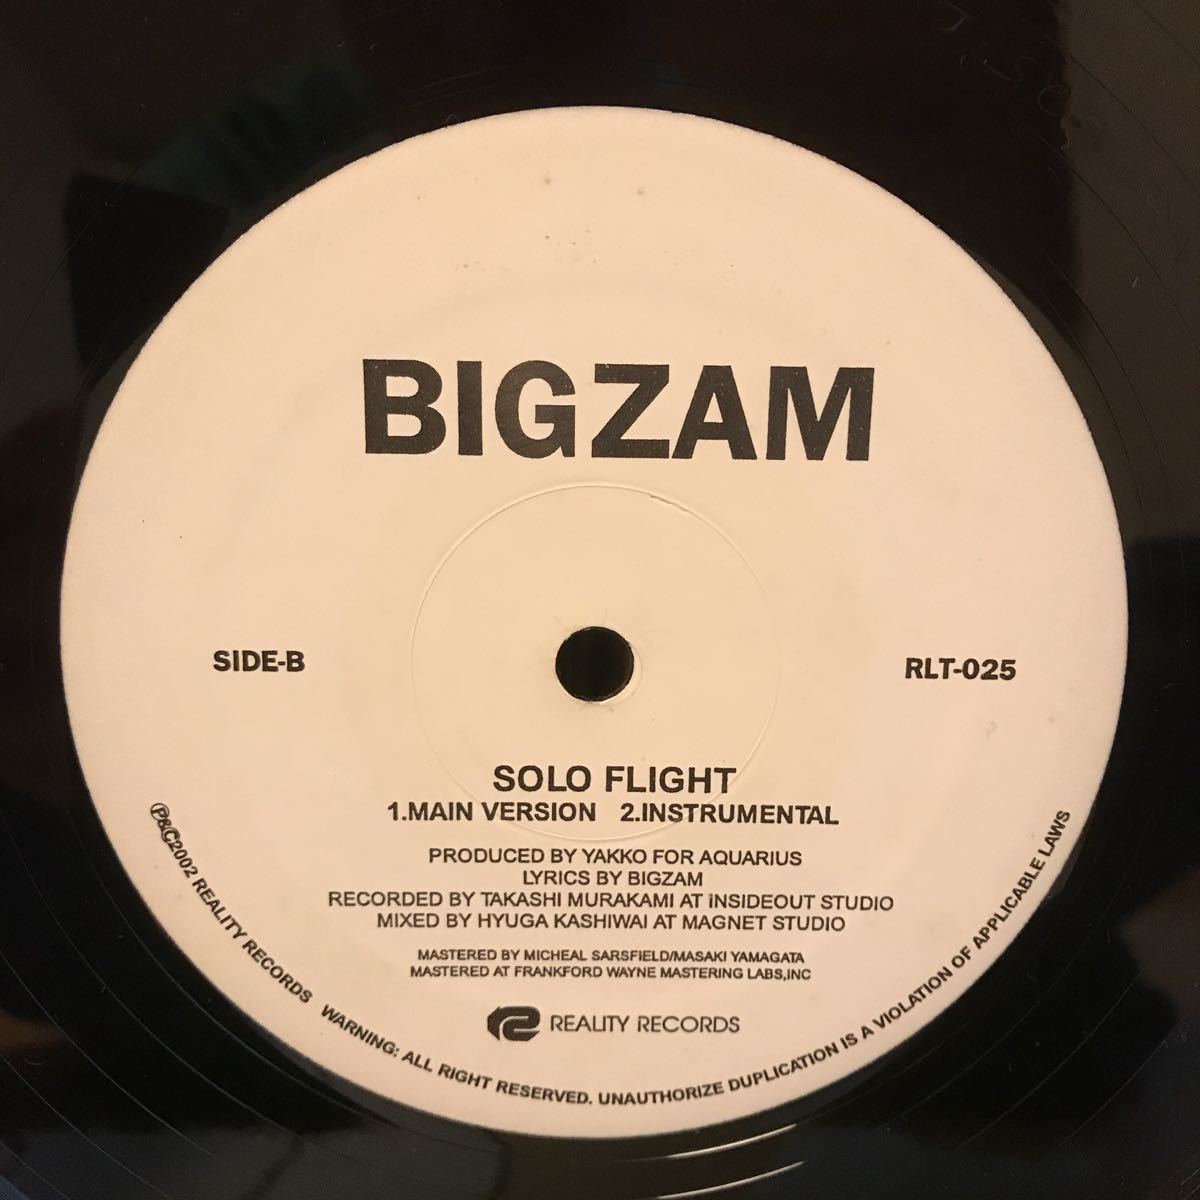 BIGZAM
SIDE-B
RLT-025
SOLO FLIGHT
1.MAIN VERSION 2.INSTRUMENTAL
PRODUCED BY YAKKO FOR AQUARIUS
LYRICS BY BIGZAM
RECORDED BY TAKASHI MURAKAMI AT iNSIDEOUT STUDIO
MIXED BY HYUGA KASHIWAI AT MAGNET STUDIO
MASTERED BY MICHEAL SARSFIELD/MASAKI YAMAGATA
MASTERED AT FRANKFORD WAYNE MASTERING LABS,INC
REALITY RECORDS
℗&C2002 REALITY RECORDS WARNING: ALL RIGHT RESERVED. UNAUTHORIZE DUPLICATION IS A VIOLATION OF APPLICABLE LAWS